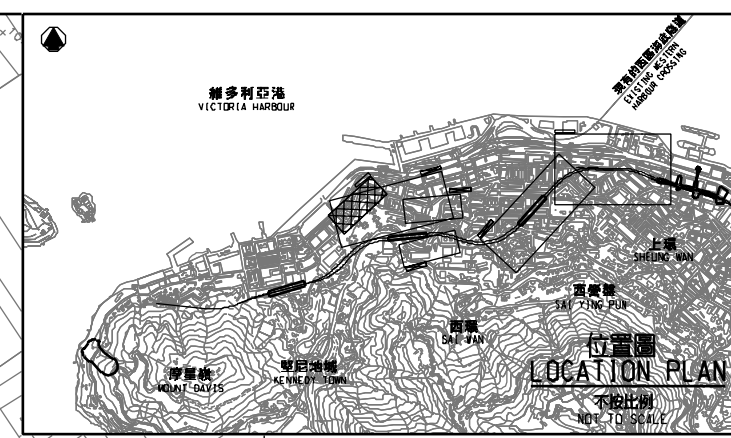 維多利亞港
VICTORIA HARBOUR
現有的西區海底隧道
EXISTING WESTERN
HARBOUR CROSSING
上環
SHEUNG WAN
西營盤
SAI YING PUN
西環
SAI WAN
堅尼地城
KENNEDY TOWN
摩星嶺
MOUNT DAVIS
位置圖
LOCATION PLAN
不按比例
NOT TO SCALE